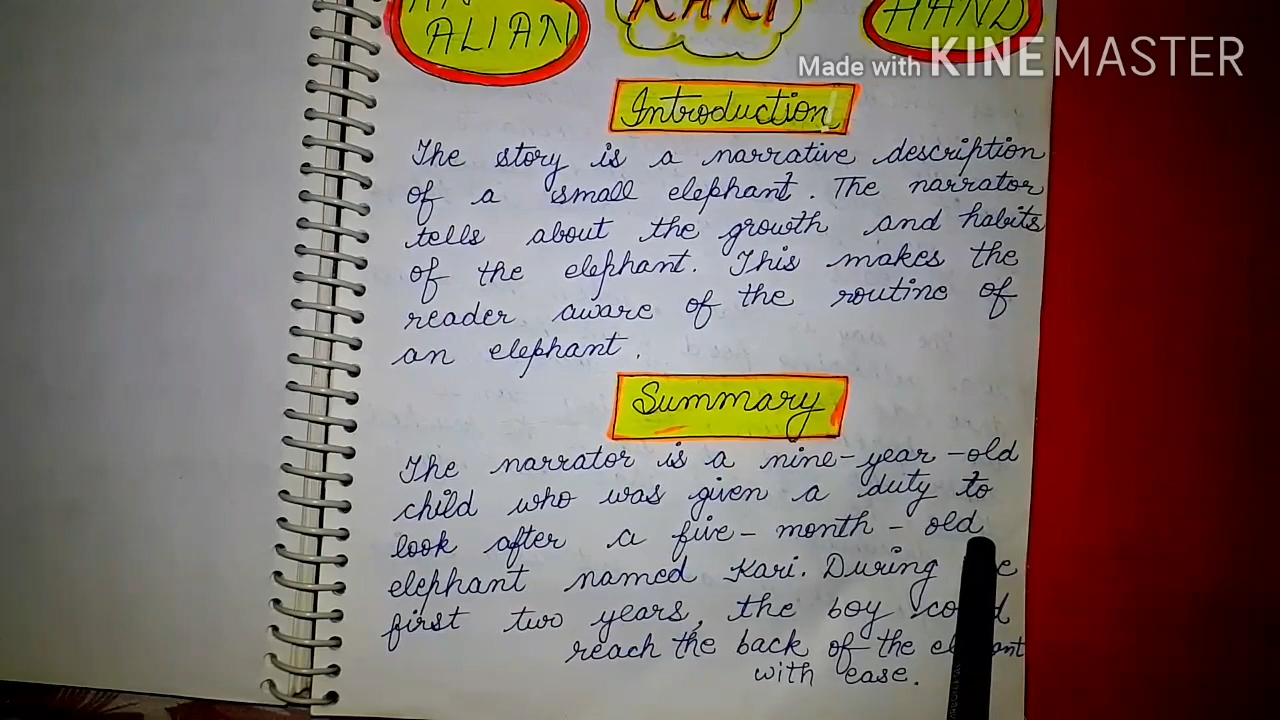 ALIAN
KARI
HAND
Made with KINEMASTER
Introduction
The story is a narrative description
of a small elephant. The narrator
tells about the growth and habits
of the elephant. This makes the
reader aware of the routine of
an elephant.
Summary
The narrator is a nine-year-old
child who was given a duty to
look after a five-month-old
elephant named Kari. During
first two years, the boy
reach the back of the
with ease.